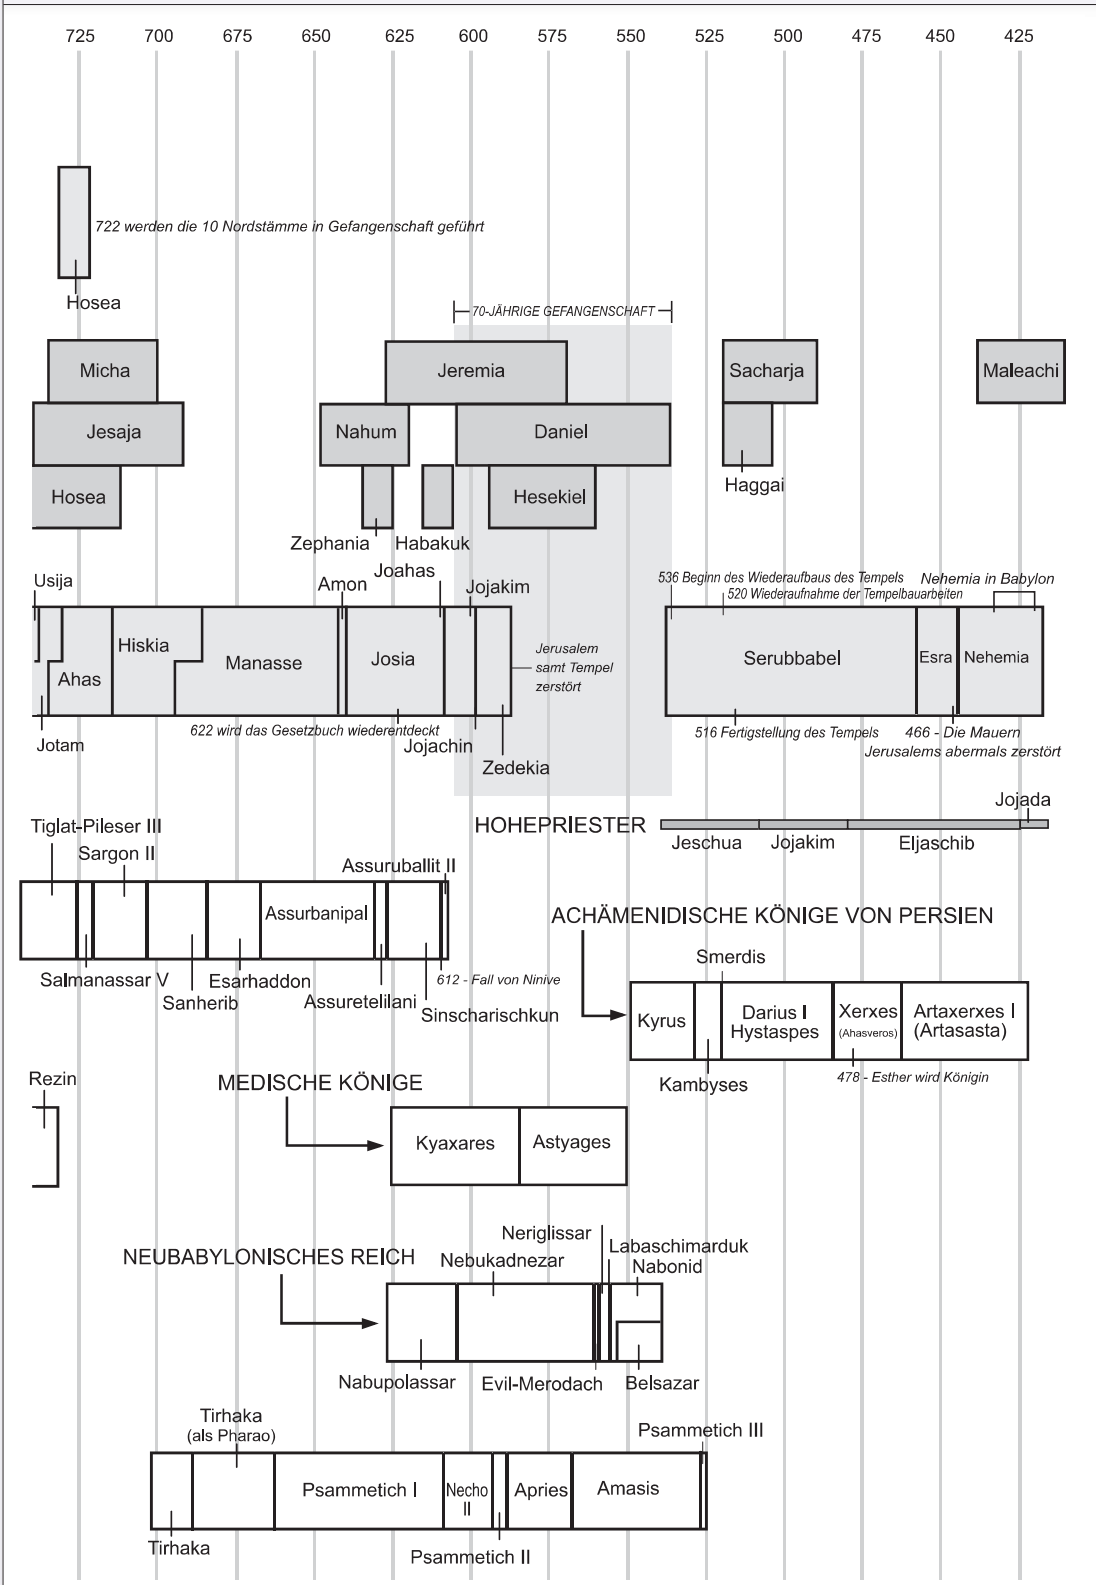 725 700 675 650 625 600 575 550 525 500 475 450 425
722 werden die 10 Nordstämme in Gefangenschaft geführt
Hosea
70-JÄHRIGE GEFANGENSCHAFT
Micha
Jeremia
Sacharja
Maleachi
Jesaja
Nahum
Daniel
Haggai
Hosea
Hesekiel
Zephania
Habakuk
Usija
Amon
Joahas
Jojakim
536 Beginn des Wiederaufbaus des Tempels
520 Wiederaufnahme der Tempelbauarbeiten
Nehemia in Babylon
Ahas
Hiskia
Manasse
Josia
Jerusalem
samt Tempel
zerstört
Serubbabel
Esra
Nehemia
Jotam
622 wird das Gesetzbuch wiederentdeckt
Jojachin
Zedekia
516 Fertigstellung des Tempels
466 - Die Mauern
Jerusalems abermals zerstört
HOHEPRIESTER
Jeschua
Jojakim
Eljaschib
Jojada
Tiglat-Pileser III
Sargon II
Assuruballit II
Assurbanipal
Salmanassar V
Sanherib
Esarhaddon
Assuretelilani
612 - Fall von Ninive
Sinscharischkun
ACHÄMENIDISCHE KÖNIGE VON PERSIEN
Smerdis
Kyrus
Darius I
Hystaspes
Xerxes
(Ahasveros)
Artaxerxes I
(Artasasta)
Kambyses
478 - Esther wird Königin
Rezin
MEDISCHE KÖNIGE
Kyaxares
Astyages
NEUBABYLONISCHES REICH
Nebukadnezar
Neriglissar
Labaschimarduk
Nabonid
Nabupolassar
Evil-Merodach
Belsazar
Tirhaka
(als Pharao)
Psammetich III
Psammetich I
Necho
II
Apries
Amasis
Tirhaka
Psammetich II